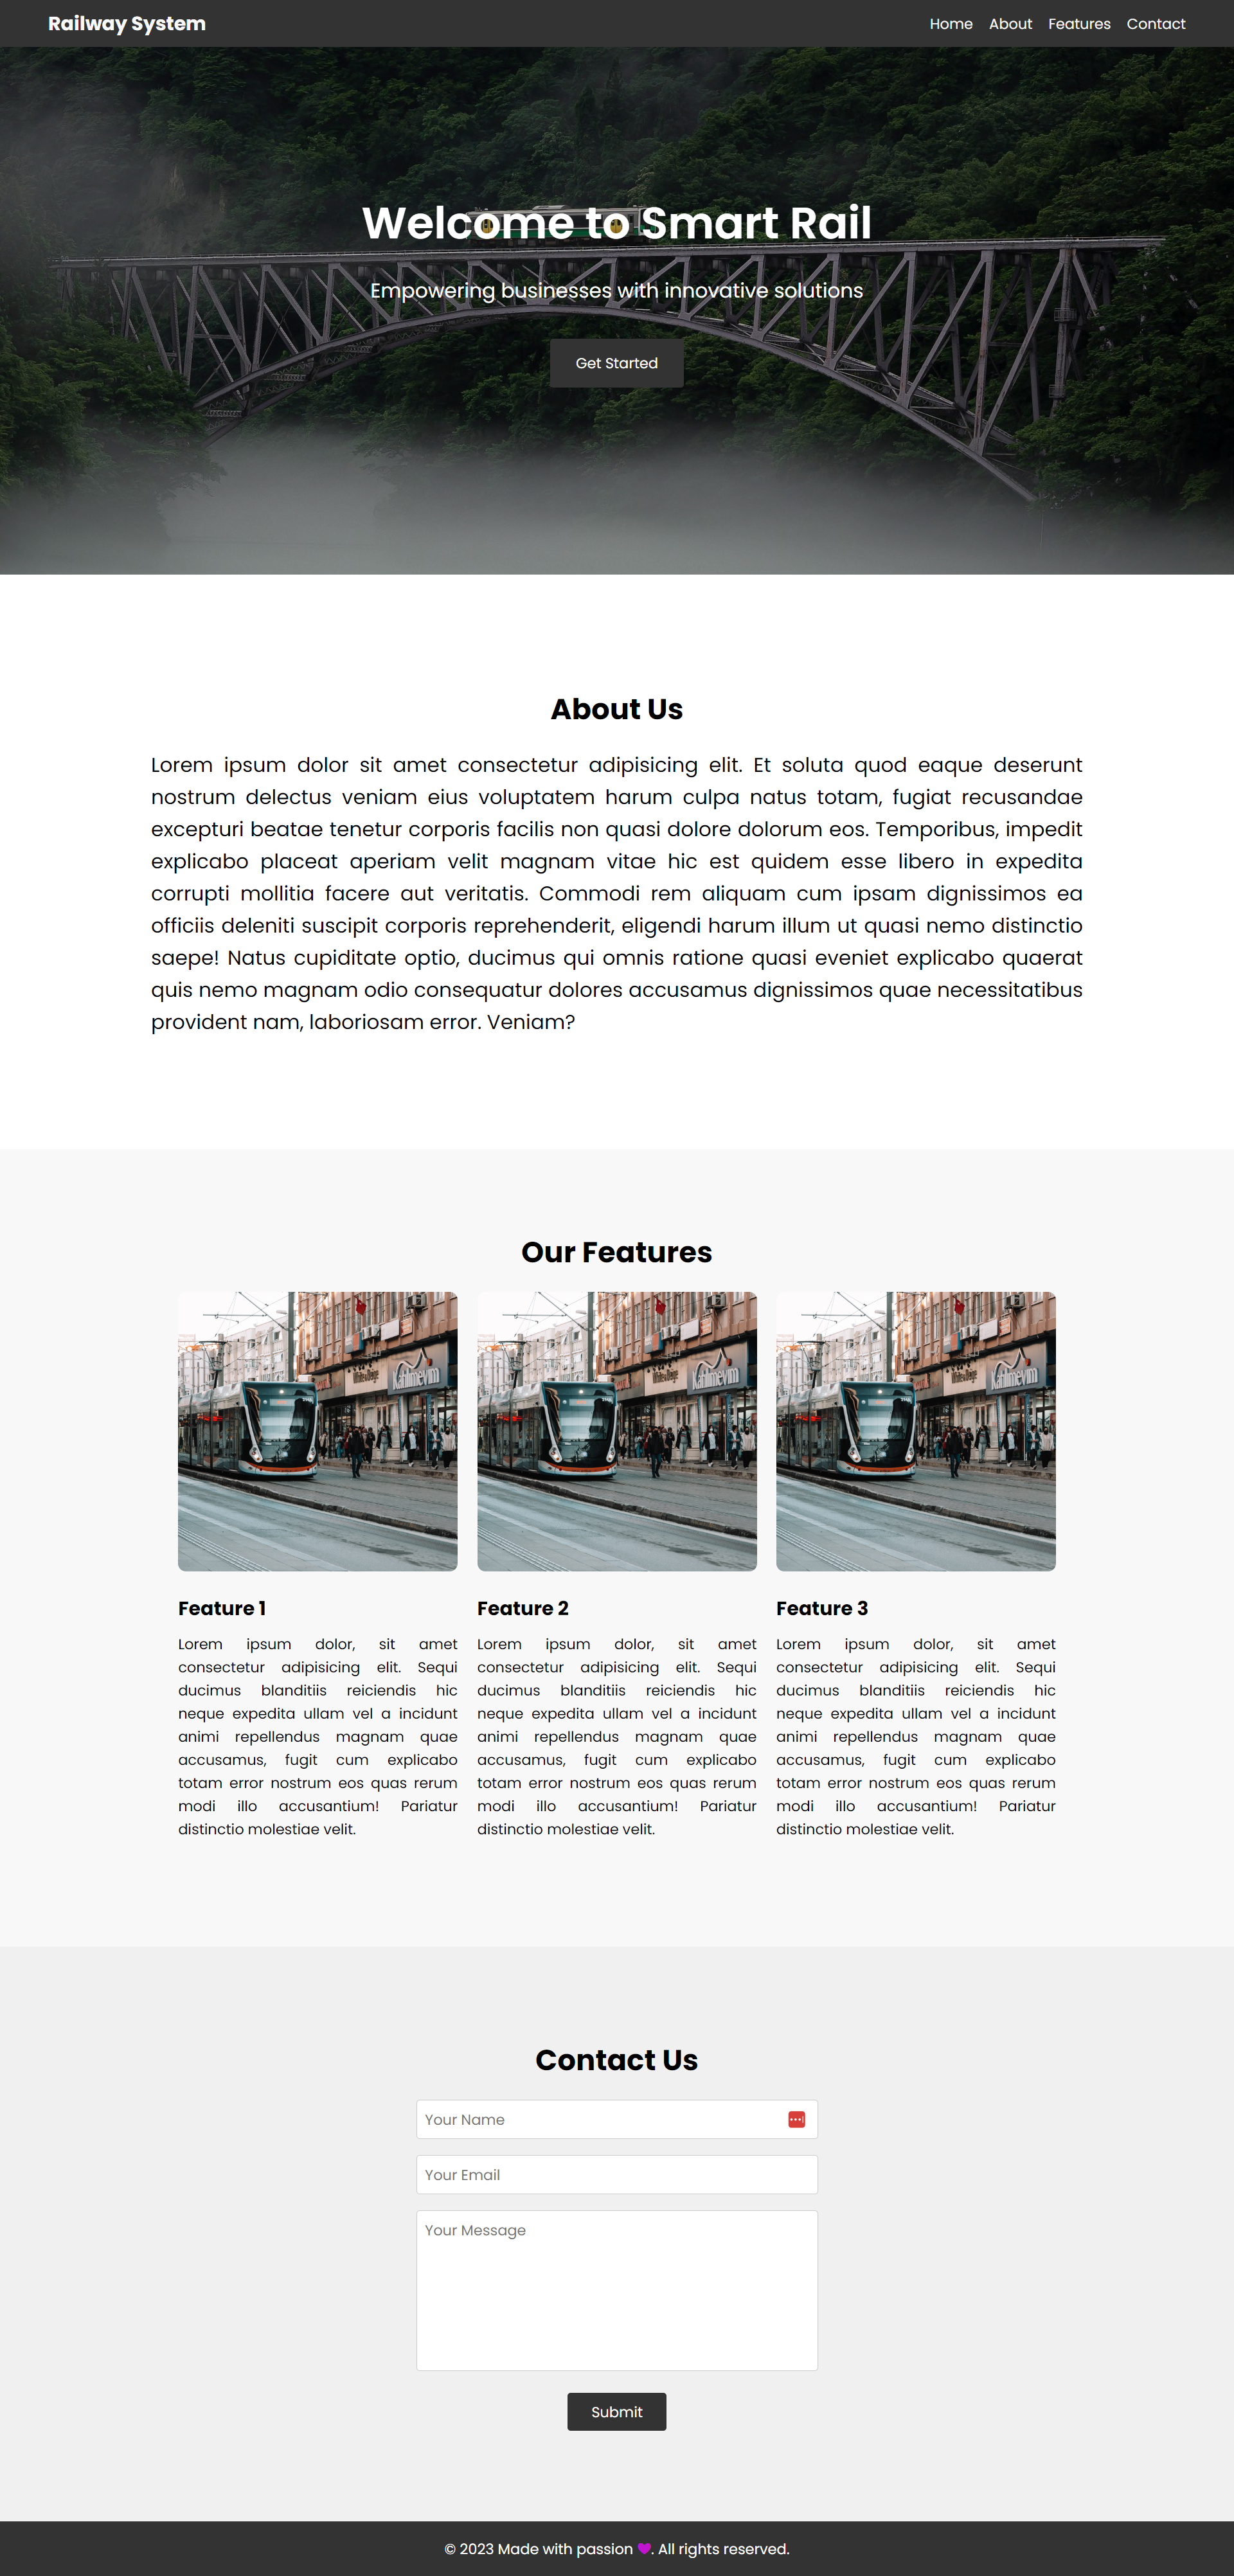 Railway System
Home About Features Contact
Welcome to Smart Rail
Empowering businesses with innovative solutions
Get Started
About Us
Lorem ipsum dolor sit amet consectetur adipisicing elit. Et soluta quod eaque deserunt
nostrum delectus veniam eius voluptatem harum culpa natus totam, fugiat recusandae
excepturi beatae tenetur corporis facilis non quasi dolore dolorum eos. Temporibus, impedit
explicabo placeat aperiam velit magnam vitae hic est quidem esse libero in expedita
corrupti mollitia facere aut veritatis. Commodi rem aliquam cum ipsam dignissimos ea
officiis deleniti suscipit corporis reprehenderit, eligendi harum illum ut quasi nemo distinctio
saepe! Natus cupiditate optio, ducimus qui omnis ratione quasi eveniet explicabo quaerat
quis nemo magnam odio consequatur dolores accusamus dignissimos quae necessitatibus
provident nam, laboriosam error. Veniam?
Our Features
Feature 1
Lorem ipsum dolor, sit amet
consectetur adipisicing elit. Sequi
ducimus blanditiis reiciendis hic
neque expedita ullam vel a incidunt
animi repellendus magnam quae
accusamus, fugit cum explicabo
totam error nostrum eos quas rerum
modi illo accusantium! Pariatur
distinctio molestiae velit.
Feature 2
Lorem ipsum dolor, sit amet
consectetur adipisicing elit. Sequi
ducimus blanditiis reiciendis hic
neque expedita ullam vel a incidunt
animi repellendus magnam quae
accusamus, fugit cum explicabo
totam error nostrum eos quas rerum
modi illo accusantium! Pariatur
distinctio molestiae velit.
Feature 3
Lorem ipsum dolor, sit amet
consectetur adipisicing elit. Sequi
ducimus blanditiis reiciendis hic
neque expedita ullam vel a incidunt
animi repellendus magnam quae
accusamus, fugit cum explicabo
totam error nostrum eos quas rerum
modi illo accusantium! Pariatur
distinctio molestiae velit.
Contact Us
Your Name
Your Email
Your Message
Submit
© 2023 Made with passion 💜. All rights reserved.